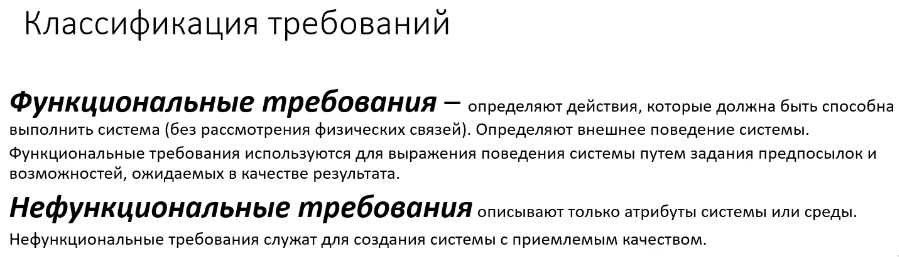 Классификация требований
Функциональные требования – определяют действия, которые должна быть способна
выполнить система (без рассмотрения физических связей). Определяют внешнее поведение системы.
Функциональные требования используются для выражения поведения системы путем задания предпосылок и
возможностей, ожидаемых в качестве результата.
Нефункциональные требования описывают только атрибуты системы или среды.
Нефункциональные требования служат для создания системы с приемлемым качеством.